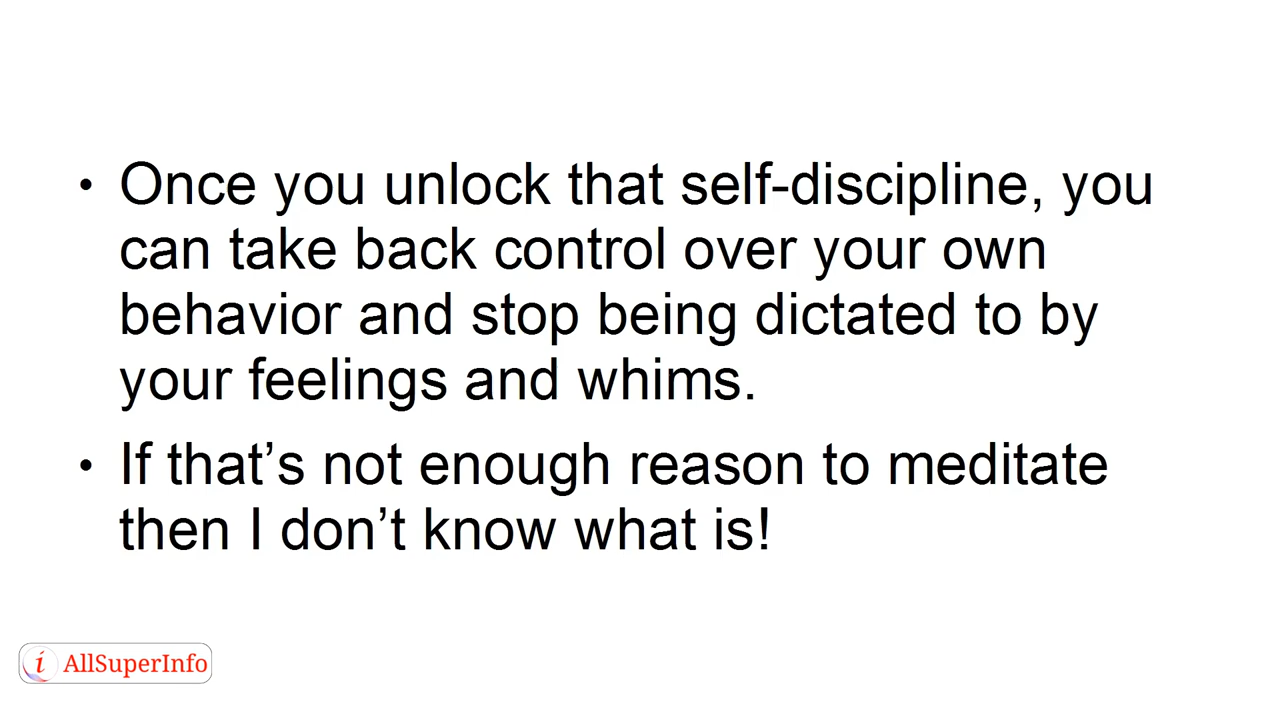 • Once you unlock that self-discipline, you
can take back control over your own
behavior and stop being dictated to by
your feelings and whims.
• If that’s not enough reason to meditate
then I don’t know what is!
i AllSuperInfo